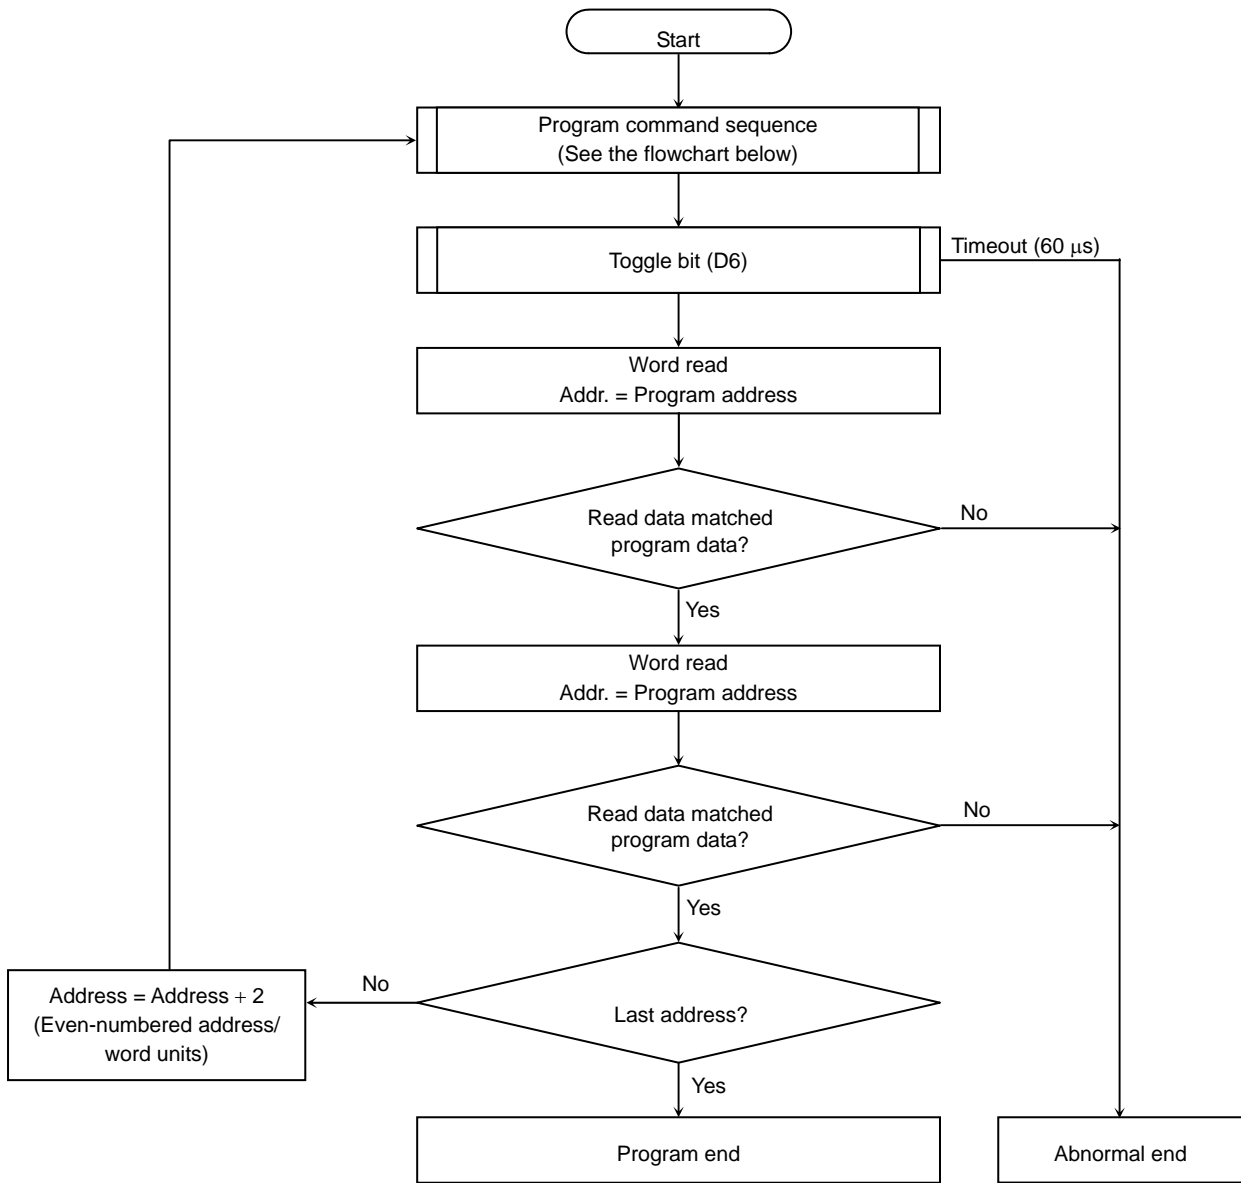 Start
Program command sequence
(See the flowchart below)
Timeout (60 μs)
Toggle bit (D6)
Word read
Addr. = Program address
Read data matched
program data?
No
Yes
Word read
Addr. = Program address
Read data matched
program data?
No
Yes
No
Address = Address + 2
(Even-numbered address/
word units)
Last address?
Yes
Program end
Abnormal end